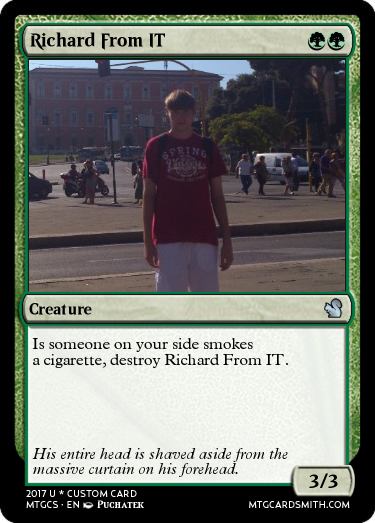 Richard From IT
SPRING
Creature
Is someone on your side smokes
a cigarette, destroy Richard From IT.
His entire head is shaved aside from the
massive curtain on his forehead.
3/3
2017 U * CUSTOM CARD
MTGCS · EN Puchatek
MTGCARDSMITH.COM